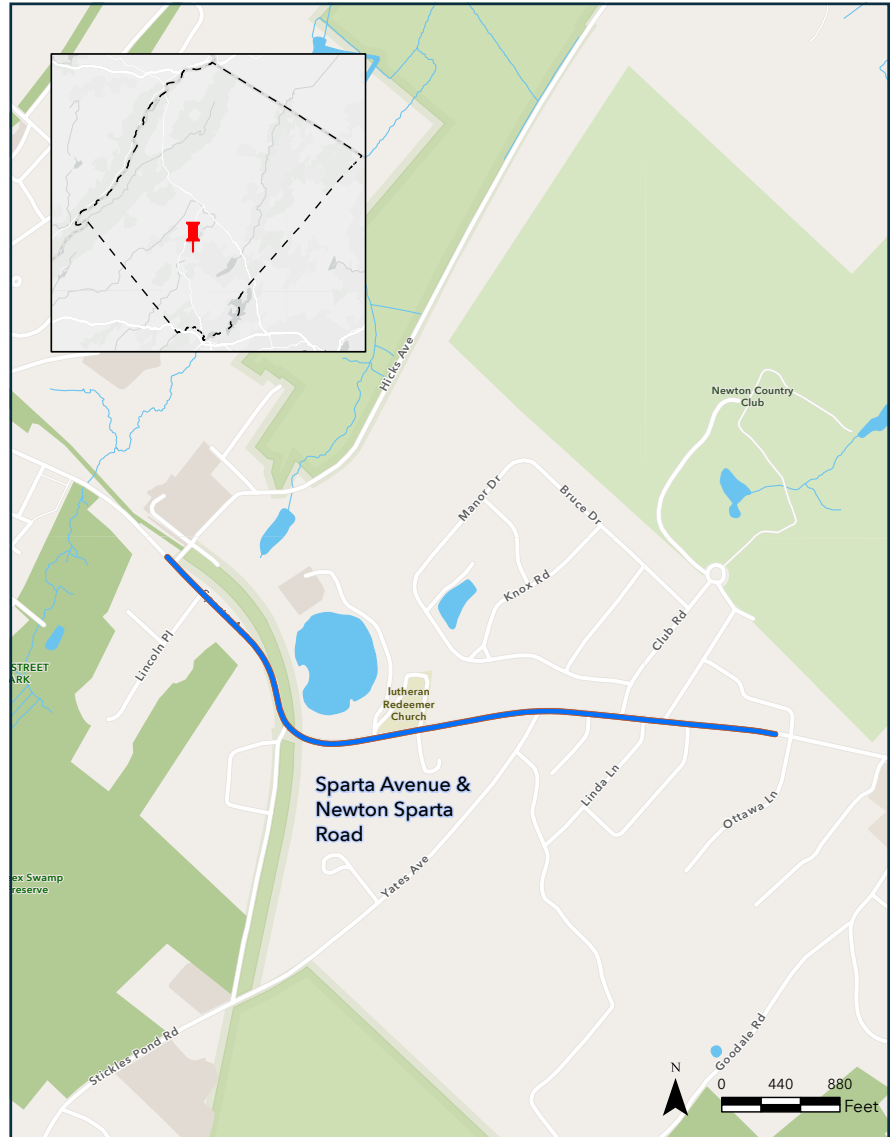 Hicks Ave
Newton Country
Club
Manor Dr
Bruce Dr
Knox Rd
Club Rd
Lincoln Pl
STREET
ARK
lutheran
Redeemer
Church
Sparta Avenue &
Newton Sparta
Road
Linda Ln
Ottawa Ln
Yates Ave
ex Swamp
reserve
Stickles Pond Rd
Goodale Rd
N
0 440 880
Feet